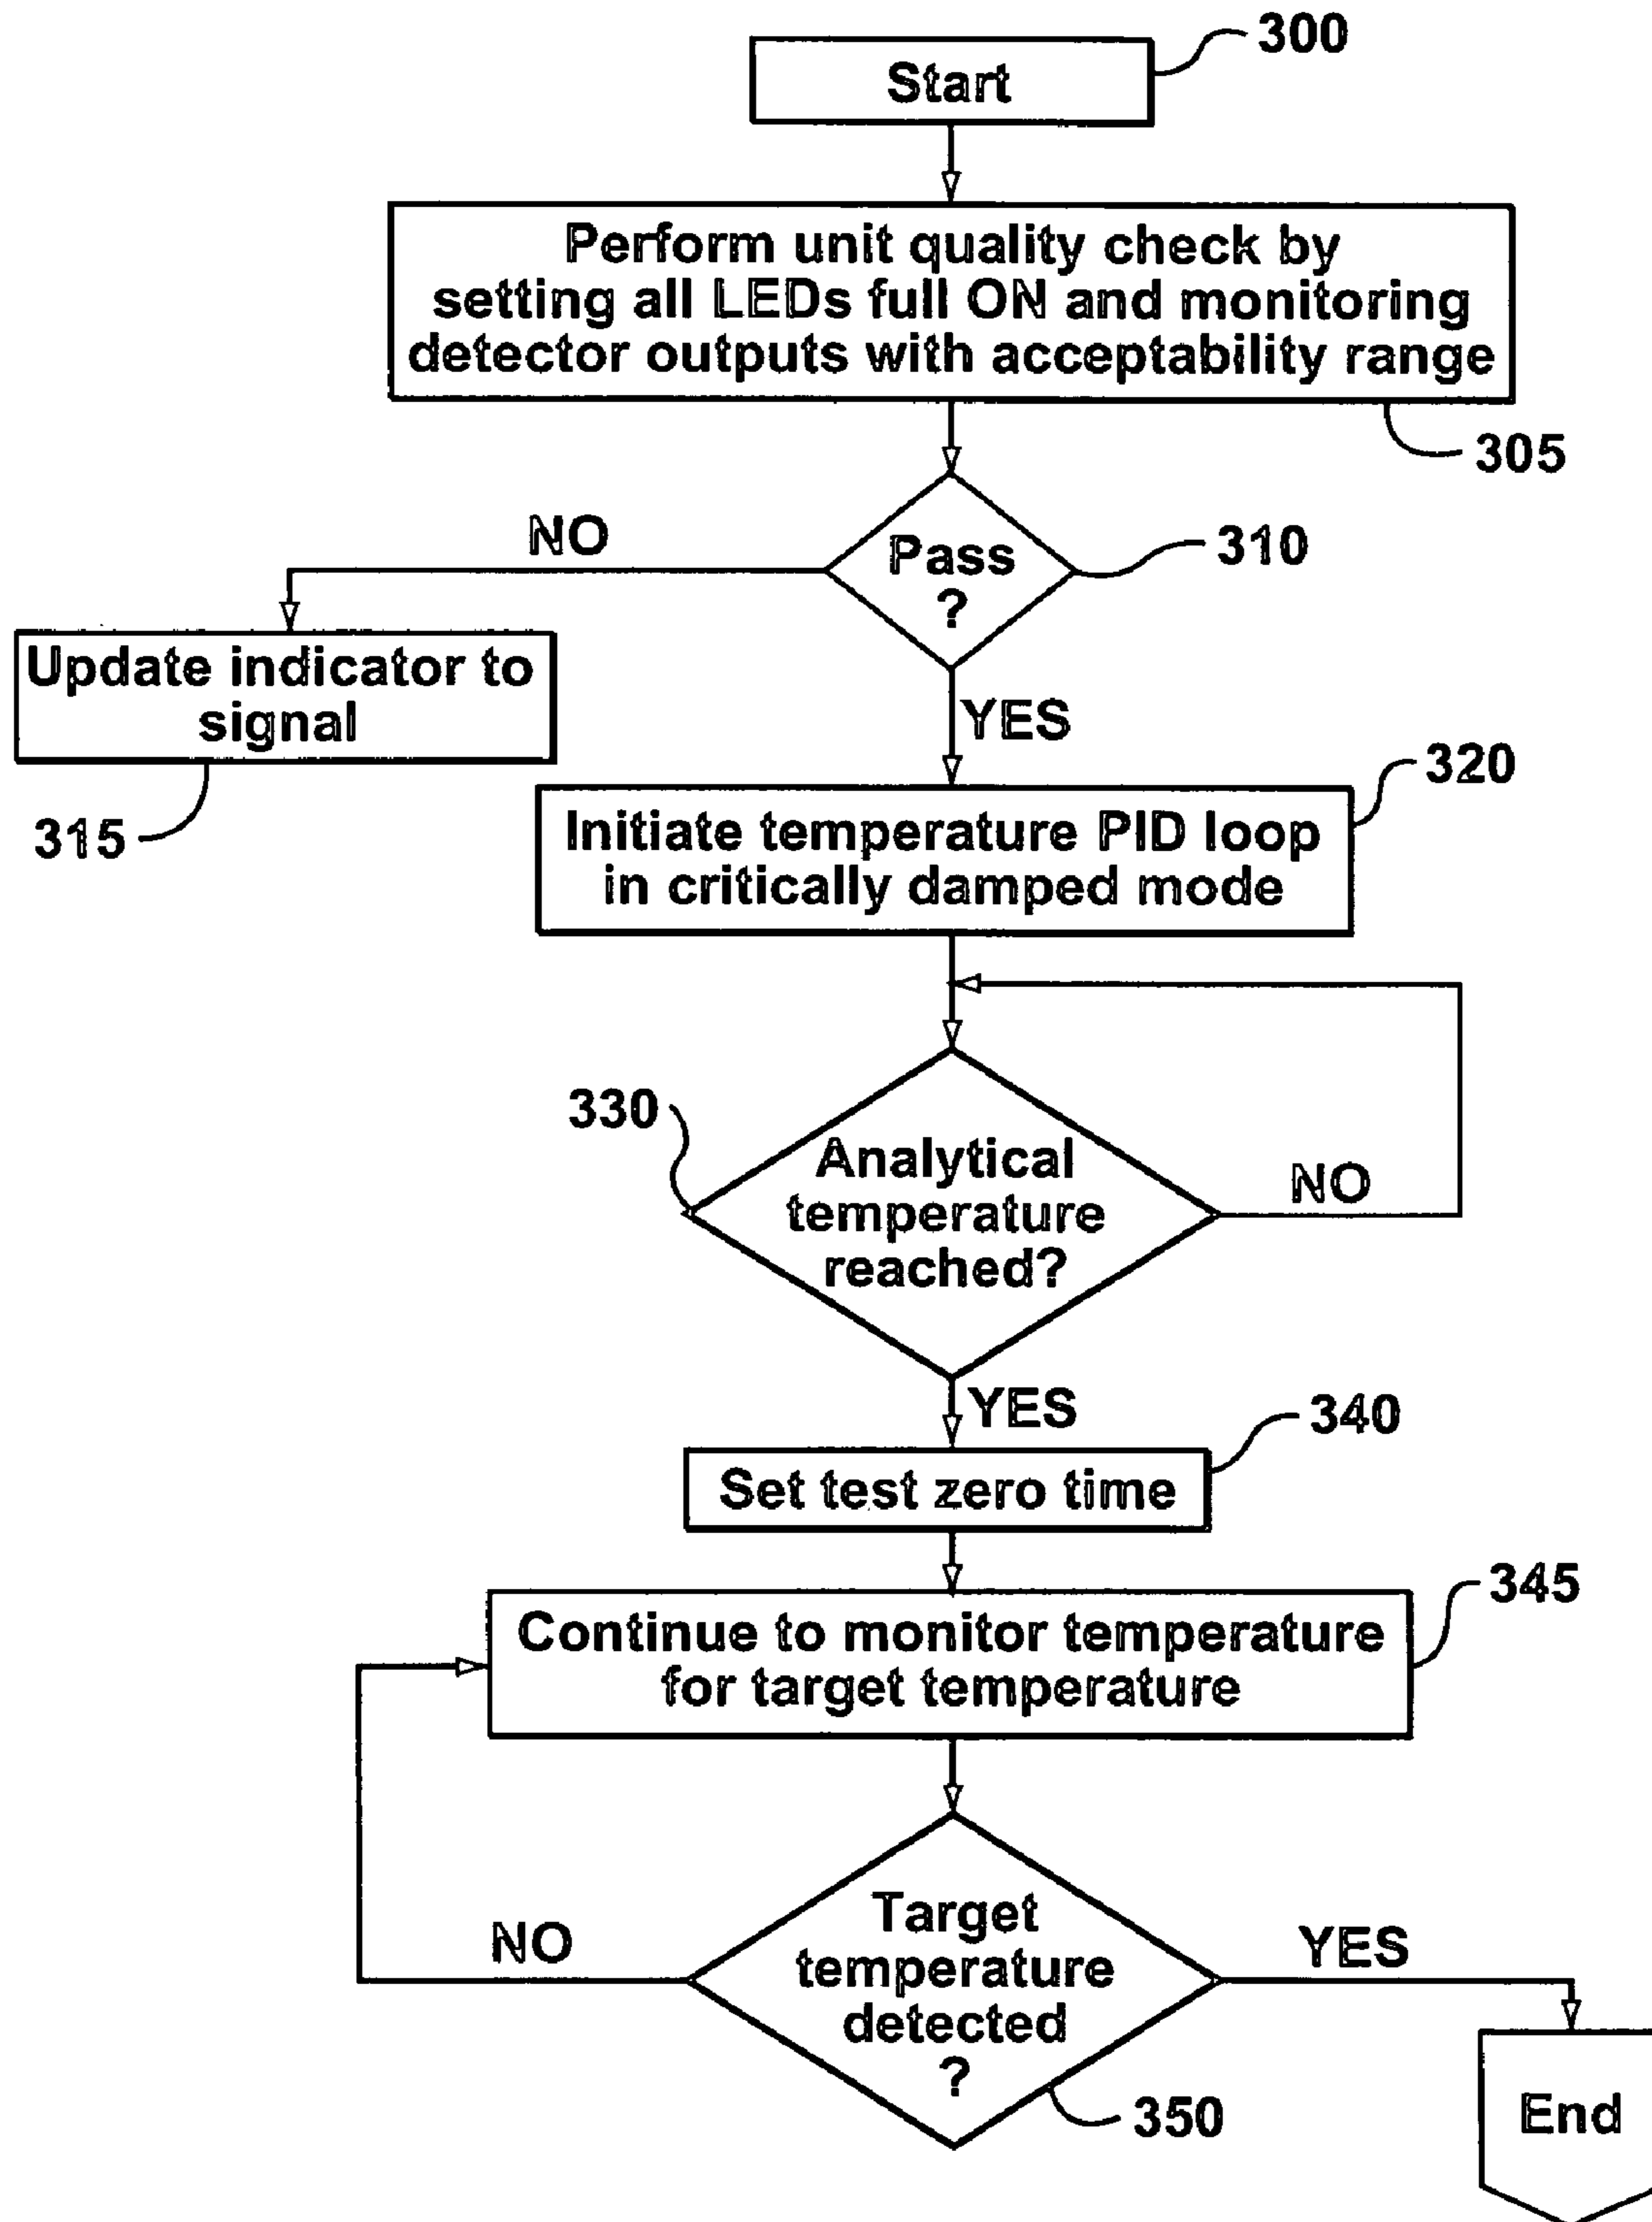 300
Start
Perform unit quality check by
setting all LEDs full ON and monitoring
detector outputs with acceptability range
305
NO
Pass
?
310
Update indicator to
signal
YES
315
320
Initiate temperature PID loop
in critically damped mode
330
Analytical
temperature
reached?
NO
YES
340
Set test zero time
345
Continue to monitor temperature
for target temperature
NO
Target
temperature
detected
?
YES
350
End